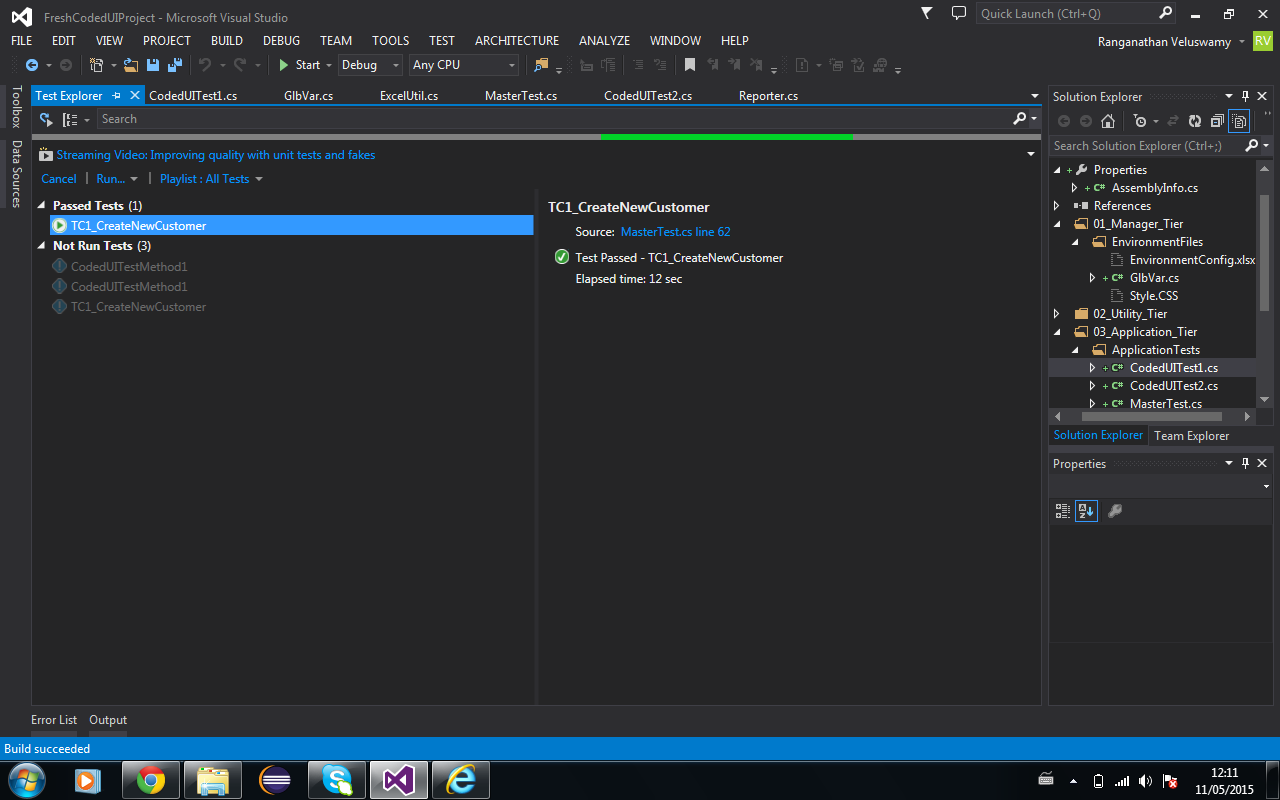 FreshCodedUIProject - Microsoft Visual Studio
Quick Launch (Ctrl+Q)
FILE EDIT VIEW PROJECT BUILD DEBUG TEAM TOOLS TEST ARCHITECTURE ANALYZE WINDOW HELP
Ranganathan Veluswamy RV
Start Debug Any CPU
Toolbox
Data Sources
Test Explorer CodedUITest1.cs GlbVar.cs ExcelUtil.cs MasterTest.cs CodedUITest2.cs Reporter.cs
Search
Streaming Video: Improving quality with unit tests and fakes
Cancel | Run... | Playlist : All Tests
Passed Tests (1)
TC1_CreateNewCustomer
Not Run Tests (3)
CodedUITestMethod1
CodedUITestMethod1
TC1_CreateNewCustomer
TC1_CreateNewCustomer
Source: MasterTest.cs line 62
Test Passed - TC1_CreateNewCustomer
Elapsed time: 12 sec
Solution Explorer
Search Solution Explorer (Ctrl+;)
Properties
C# AssemblyInfo.cs
References
01_Manager_Tier
EnvironmentFiles
EnvironmentConfig.xlsx
C# GlbVar.cs
Style.CSS
02_Utility_Tier
03_Application_Tier
ApplicationTests
C# CodedUITest1.cs
C# CodedUITest2.cs
C# MasterTest.cs
Solution Explorer Team Explorer
Properties
Error List Output
Build succeeded
12:11
11/05/2015